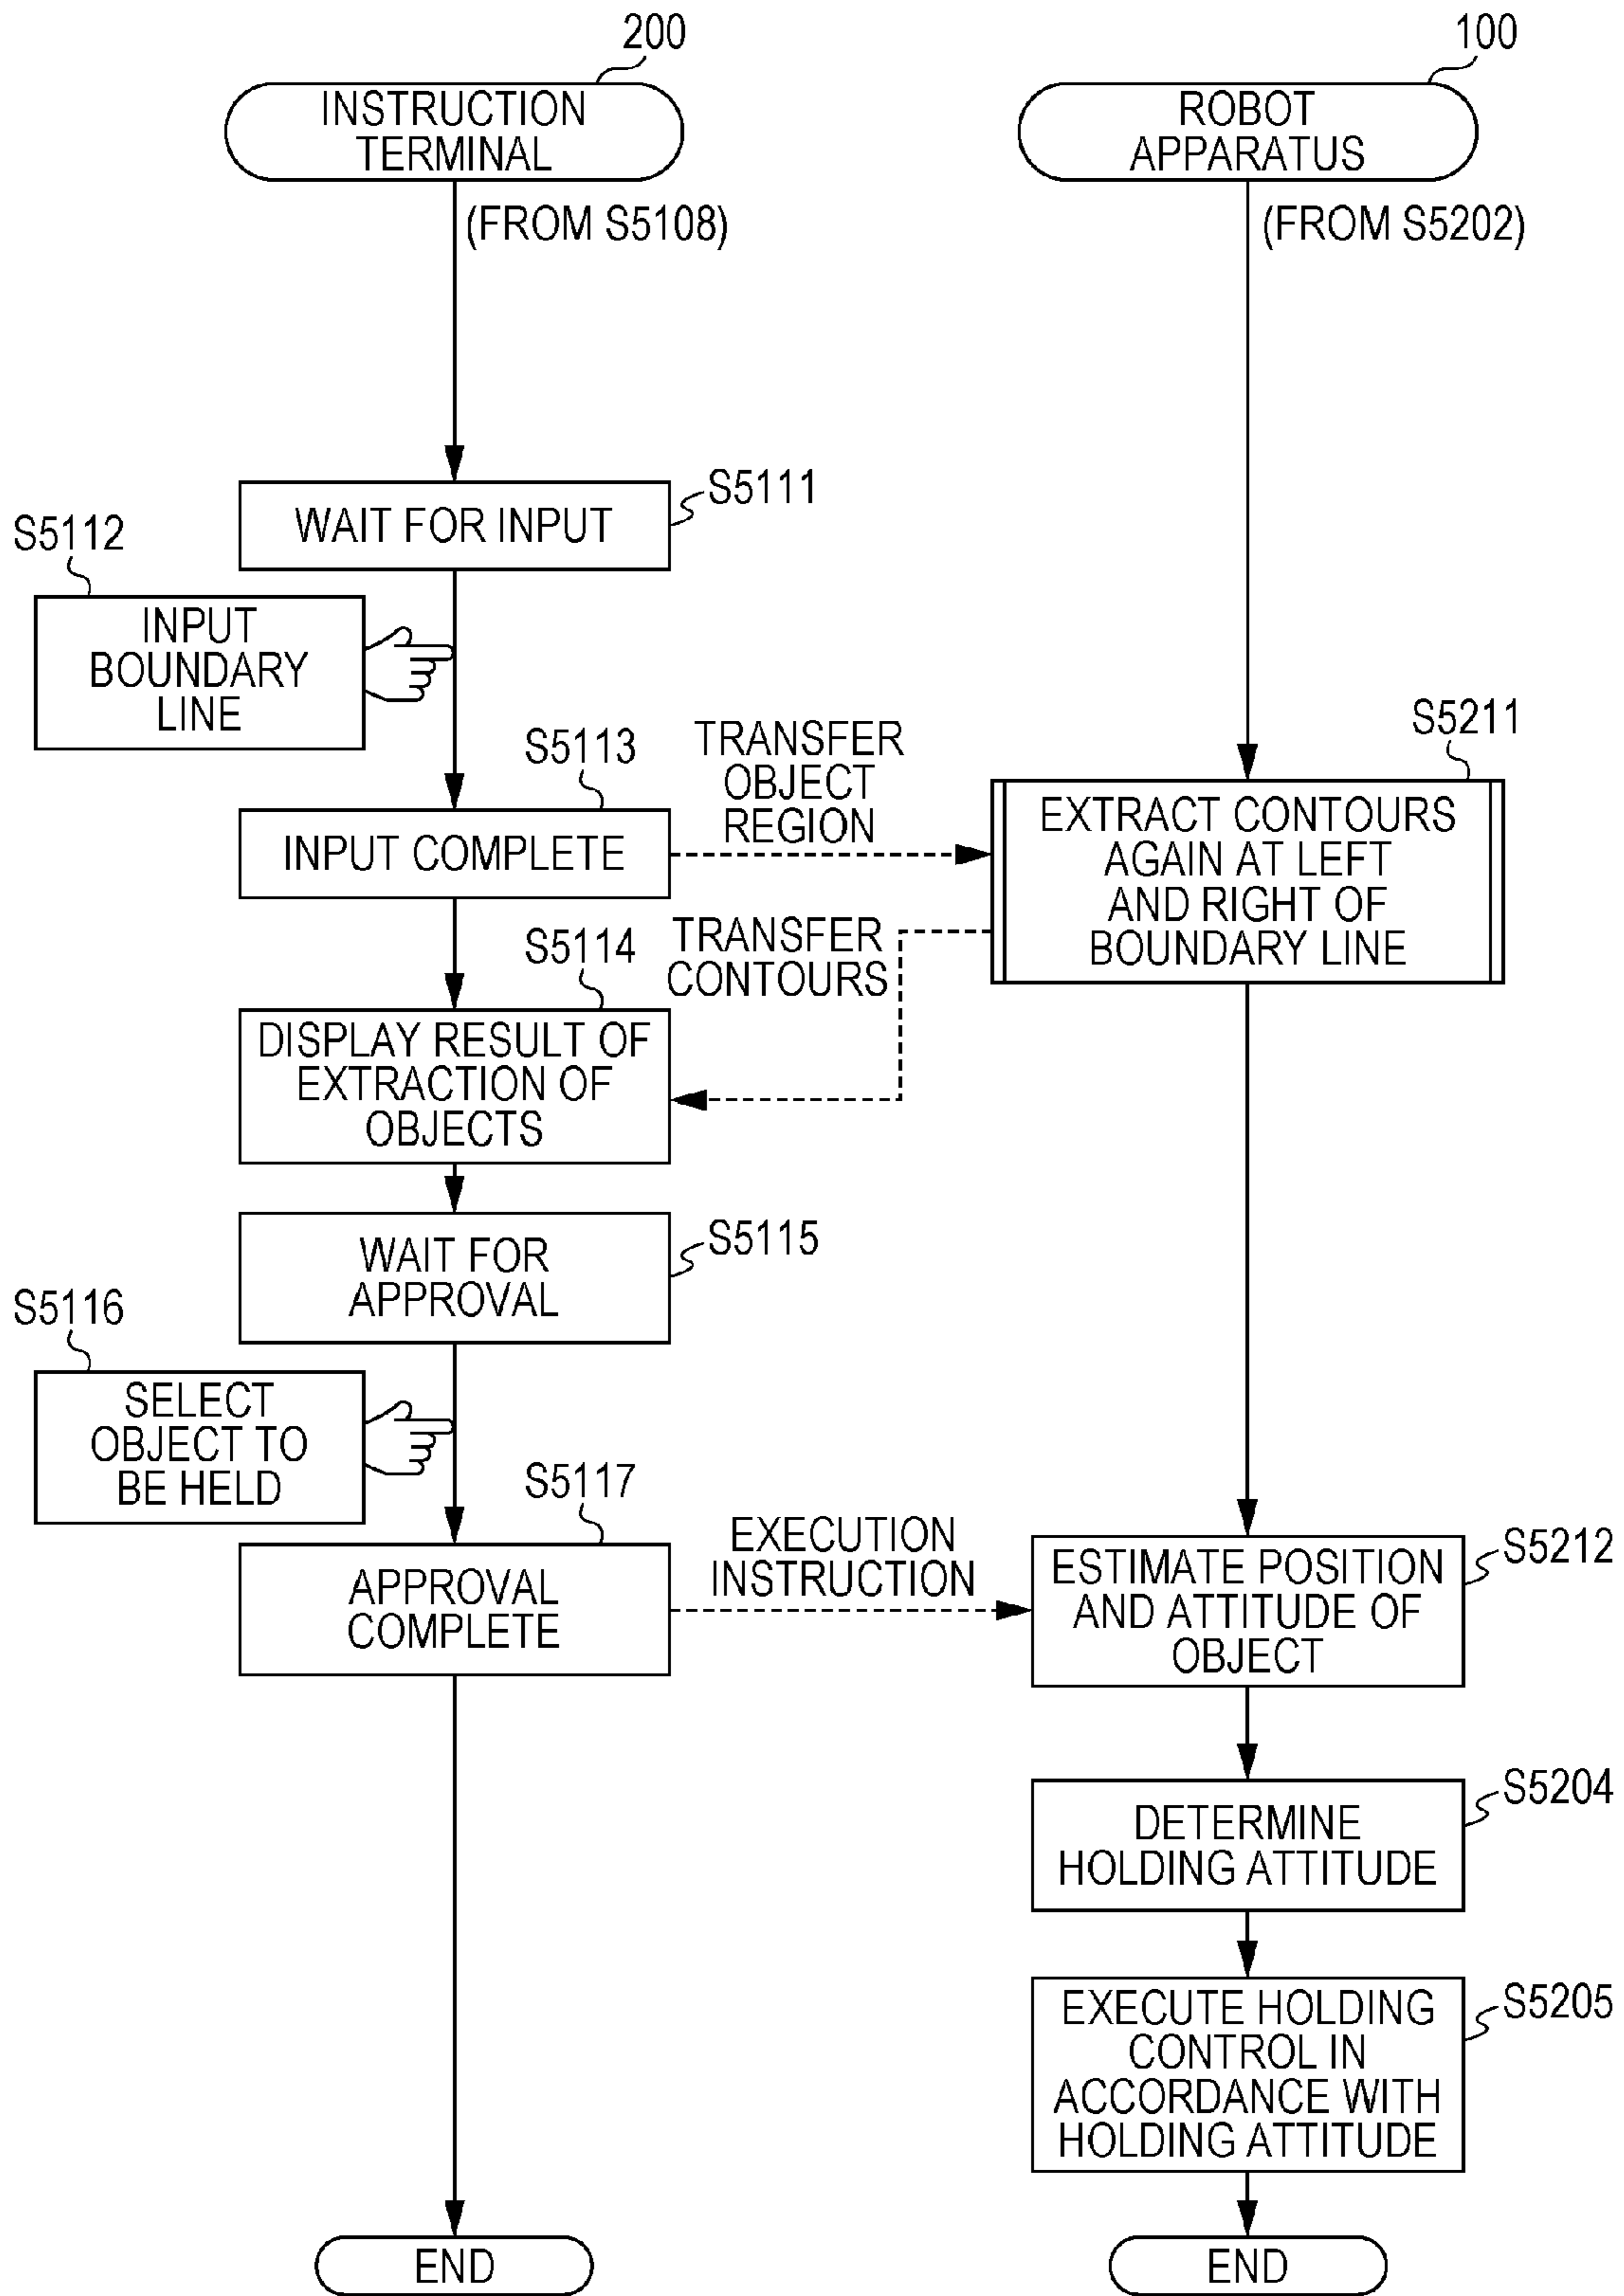 200
INSTRUCTION
TERMINAL
(FROM S5108)
100
ROBOT
APPARATUS
(FROM S5202)
S5111
WAIT FOR INPUT
S5112
INPUT
BOUNDARY
LINE
S5113
INPUT COMPLETE
TRANSFER
OBJECT
REGION
S5211
EXTRACT CONTOURS
AGAIN AT LEFT
AND RIGHT OF
BOUNDARY LINE
TRANSFER
CONTOURS
S5114
DISPLAY RESULT OF
EXTRACTION OF
OBJECTS
S5115
WAIT FOR
APPROVAL
S5116
SELECT
OBJECT TO
BE HELD
S5117
APPROVAL
COMPLETE
EXECUTION
INSTRUCTION
S5212
ESTIMATE POSITION
AND ATTITUDE OF
OBJECT
S5204
DETERMINE
HOLDING ATTITUDE
S5205
EXECUTE HOLDING
CONTROL IN
ACCORDANCE WITH
HOLDING ATTITUDE
END
END